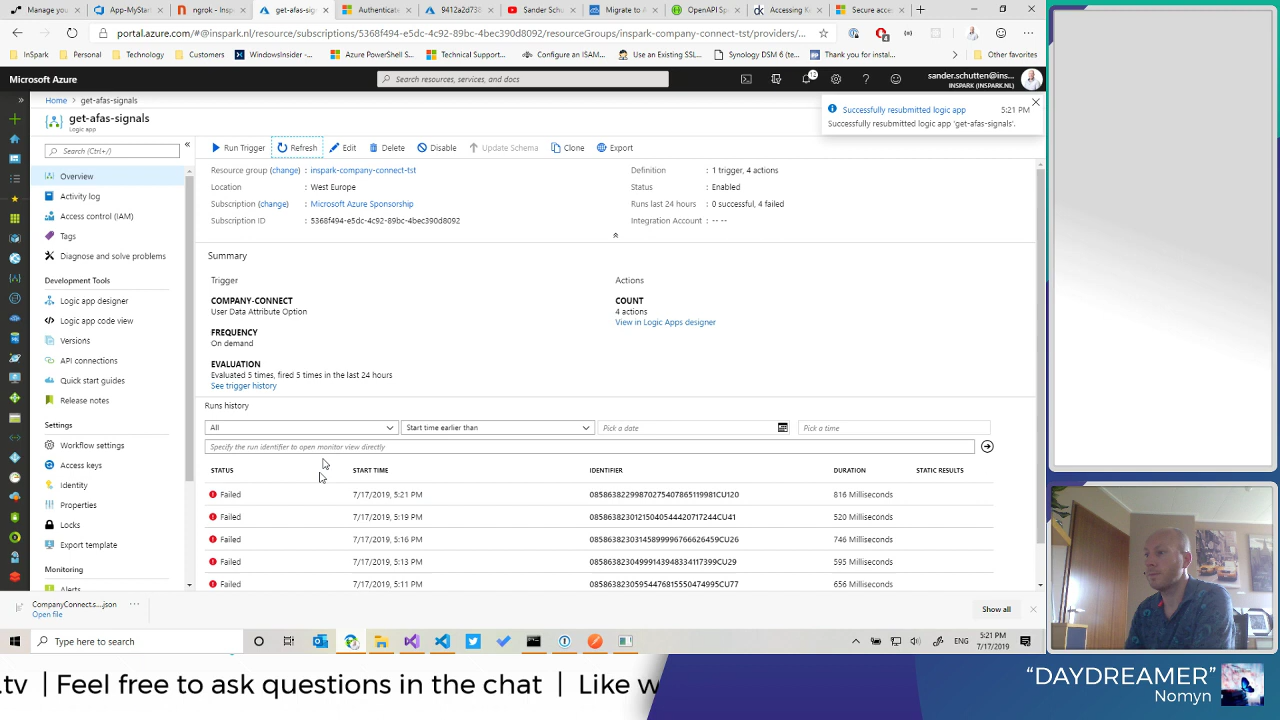 Manage you
App-MyStac
ngrok - Inspe
get-afas-sign
Authenticate
9412a2d738
Sander Schu
Migrate to A
OpenAPI Spe
Accessing Ke
Secure acces
portal.azure.com/#@inspark.nl/resource/subscriptions/5368f494-e5dc-4c92-89bc-4bec390d8092/resourceGroups/inspark-company-connect-tst/providers/...
InSpark
Personal
Technology
WindowsInsider
Azure PowerShell S...
Technical Support...
Configure an ISAM...
Use an Existing SSL...
Synology DSM 6 (te...
Thank you for instal...
Other favorites
Microsoft Azure
Search resources, services, and docs
sander.schutten@ins...
INSPARK (INSPARK.NL)
Home > get-afas-signals
get-afas-signals
Logic app
Successfully resubmitted logic app 5:21 PM
Successfully resubmitted logic app 'get-afas-signals'.
Search (Ctrl+/)
Overview
Activity log
Access control (IAM)
Tags
Diagnose and solve problems
Development Tools
Logic app designer
Logic app code view
Versions
API connections
Quick start guides
Release notes
Settings
Workflow settings
Access keys
Identity
Properties
Locks
Export template
Monitoring
Alerts
Run Trigger Refresh Edit Delete Disable Update Schema Clone Export
Resource group (change) : inspark-company-connect-tst
Location : West Europe
Subscription (change) : Microsoft Azure Sponsorship
Subscription ID : 5368f494-e5dc-4c92-89bc-4bec390d8092
Definition : 1 trigger, 4 actions
Status : Enabled
Runs last 24 hours : 0 successful, 4 failed
Integration Account : -- --
Summary
Trigger
COMPANY-CONNECT
User Data Attribute Option
FREQUENCY
On demand
EVALUATION
Evaluated 5 times, fired 5 times in the last 24 hours
See trigger history
Actions
COUNT
4 actions
View in Logic Apps designer
Runs history
All
Start time earlier than
Pick a date
Pick a time
Specify the run identifier to open monitor view directly
STATUS START TIME IDENTIFIER DURATION STATIC RESULTS
Failed 7/17/2019, 5:21 PM 08586382299870275407865119981CU120 816 Milliseconds
Failed 7/17/2019, 5:19 PM 08586382301215040544420717244CU41 520 Milliseconds
Failed 7/17/2019, 5:16 PM 08586382303145899996766626459CU26 746 Milliseconds
Failed 7/17/2019, 5:13 PM 08586382304999143948334117399CU29 595 Milliseconds
Failed 7/17/2019, 5:11 PM 08586382305954476815550474995CU77 656 Milliseconds
CompanyConnect.s....json
Open file
Show all
Type here to search
ENG
5:21 PM
7/17/2019
.tv | Feel free to ask questions in the chat | Like w
"DAYDREAMER"
Nomyn